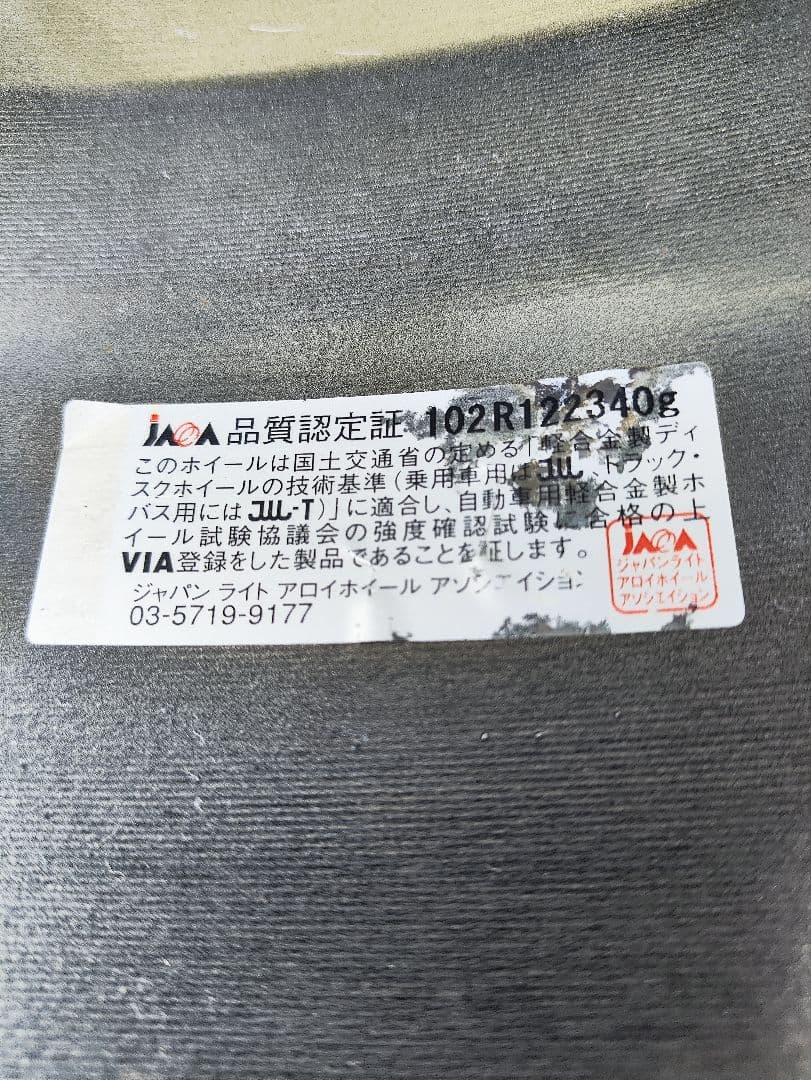 JAWA 品質認定証 102R122340g
このホイールは国土交通省の定める「軽合金製ディ
スクホイールの技術基準（乗用車用はJWL トラック・
バス用にはJWL-T）」に適合し、自動車用軽合金製ホ
イール試験協議会の強度確認試験に合格の上
VIA登録をした製品であることを証します。
ジャパン ライト アロイホイール アソシエイション
03-5719-9177
JAWA
ジャパンライト
アロイホイール
アソシエイション